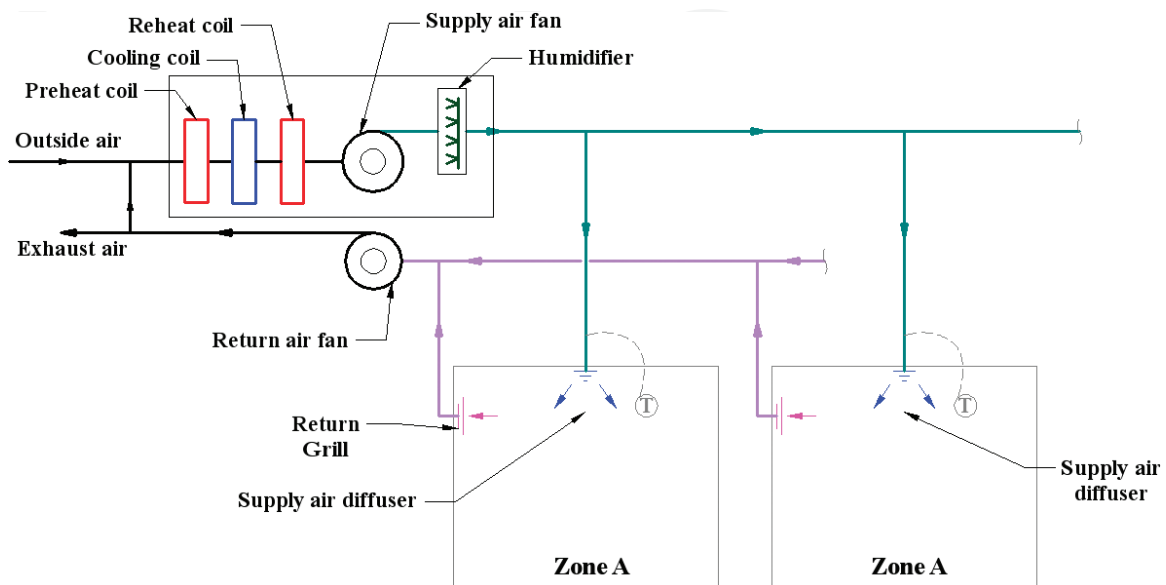 Reheat coil
Supply air fan
Cooling coil
Humidifier
Preheat coil
Outside air
Exhaust air
Return air fan
T
T
Return
Grill
Supply air diffuser
Supply air
diffuser
Zone A
Zone A